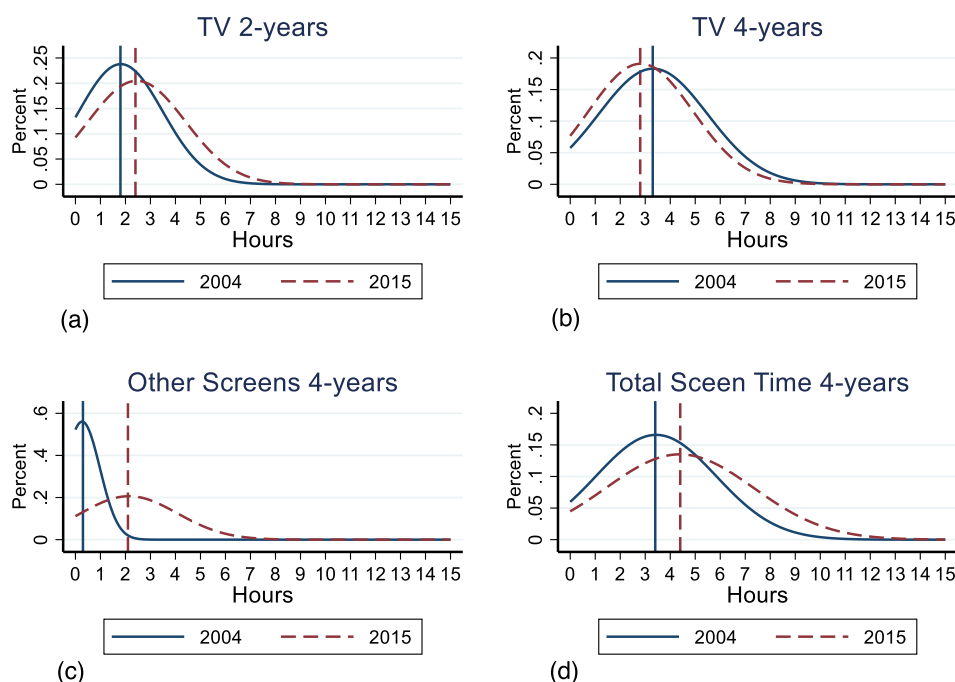 TV 2-years
Percent
0 .05 .1 .15 .2 .25
0 1 2 3 4 5 6 7 8 9 10 11 12 13 14 15
Hours
2004 2015
(a)
TV 4-years
Percent
0 .05 .1 .15 .2
0 1 2 3 4 5 6 7 8 9 10 11 12 13 14 15
Hours
2004 2015
(b)
Other Screens 4-years
Percent
0 .2 .4 .6
0 1 2 3 4 5 6 7 8 9 10 11 12 13 14 15
Hours
2004 2015
(c)
Total Sceen Time 4-years
Percent
0 .05 .1 .15 .2
0 1 2 3 4 5 6 7 8 9 10 11 12 13 14 15
Hours
2004 2015
(d)